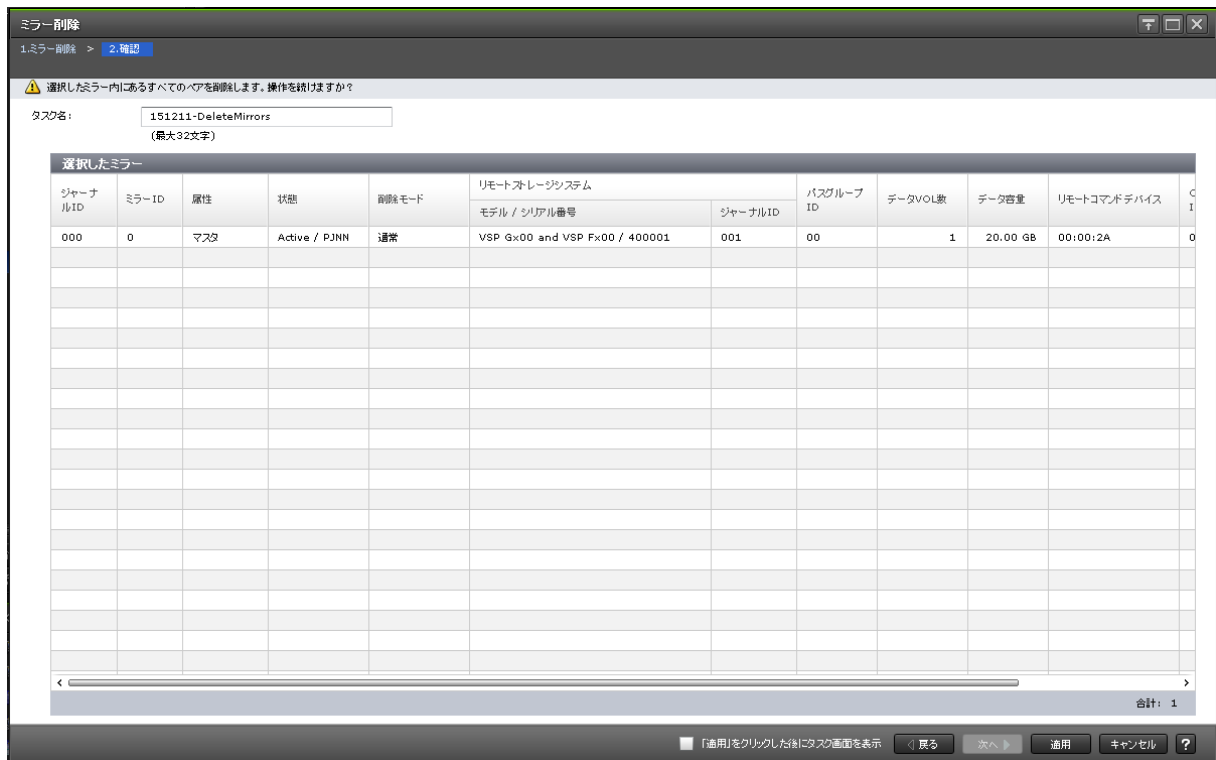 ミラー削除
1.ミラー削除 > 2.確認
選択したミラー内にあるすべてのペアを削除します。操作を続けますか?
タスク名: 151211-DeleteMirrors
(最大32文字)
選択したミラー
ジャーナルID ミラーID 属性 状態 削除モード リモートストレージシステム パスグループID データVOL数 データ容量 リモートコマンドデバイス
モデル / シリアル番号 ジャーナルID
000 0 マスタ Active / PJNN 通常 VSP Gx00 and VSP Fx00 / 400001 001 00 1 20.00 GB 00:00:2A
合計: 1
「適用」をクリックした後にタスク画面を表示 戻る 次へ 適用 キャンセル ?